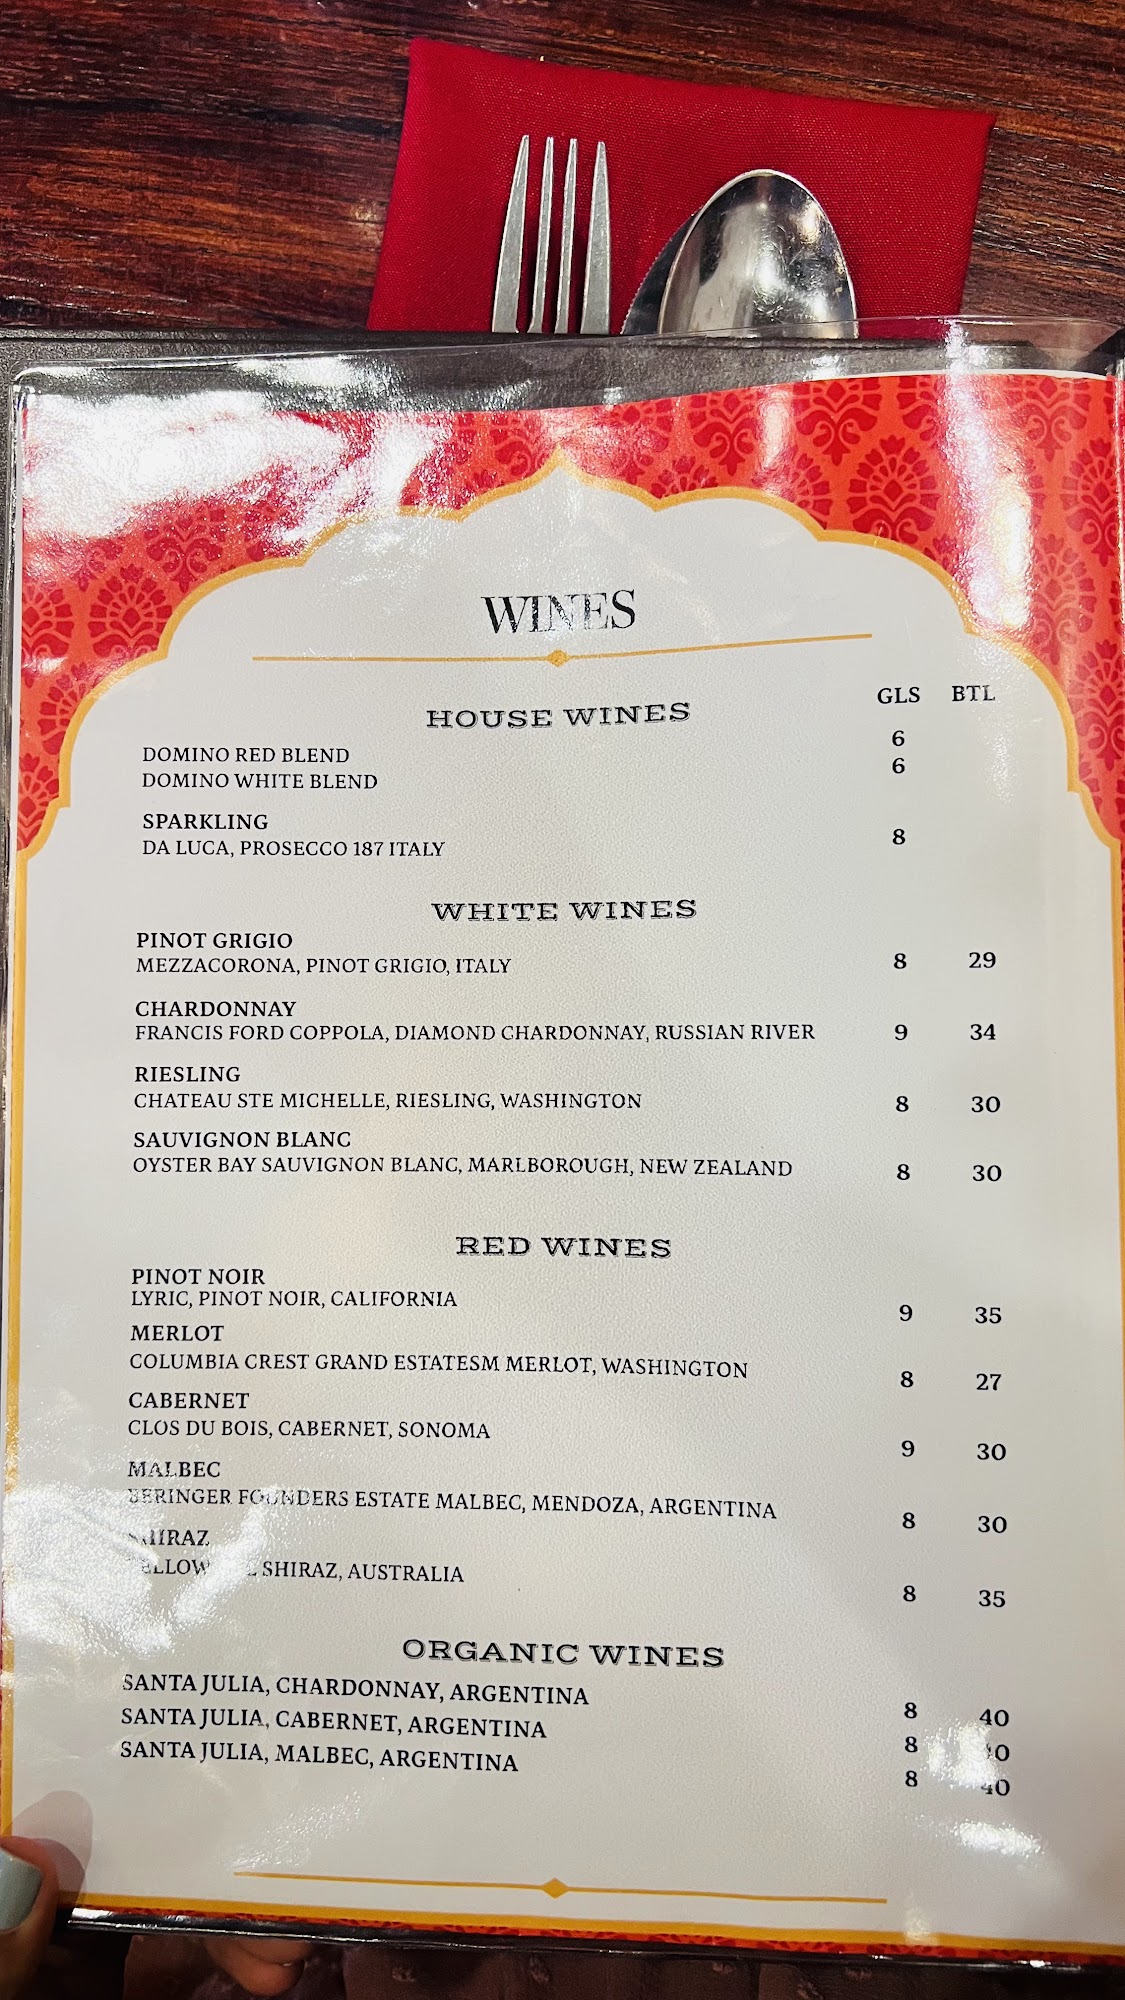 WINES
GLS BTL
HOUSE WINES
DOMINO RED BLEND 6
DOMINO WHITE BLEND 6
SPARKLING
DA LUCA, PROSECCO 187 ITALY 8
WHITE WINES
PINOT GRIGIO
MEZZACORONA, PINOT GRIGIO, ITALY 8 29
CHARDONNAY
FRANCIS FORD COPPOLA, DIAMOND CHARDONNAY, RUSSIAN RIVER 9 34
RIESLING
CHATEAU STE MICHELLE, RIESLING, WASHINGTON 8 30
SAUVIGNON BLANC
OYSTER BAY SAUVIGNON BLANC, MARLBOROUGH, NEW ZEALAND 8 30
RED WINES
PINOT NOIR
LYRIC, PINOT NOIR, CALIFORNIA 9 35
MERLOT
COLUMBIA CREST GRAND ESTATESM MERLOT, WASHINGTON 8 27
CABERNET
CLOS DU BOIS, CABERNET, SONOMA 9 30
MALBEC
BERINGER FOUNDERS ESTATE MALBEC, MENDOZA, ARGENTINA 8 30
SHIRAZ
SHIRAZ, AUSTRALIA 8 35
ORGANIC WINES
SANTA JULIA, CHARDONNAY, ARGENTINA 8 40
SANTA JULIA, CABERNET, ARGENTINA 8
SANTA JULIA, MALBEC, ARGENTINA 8 40